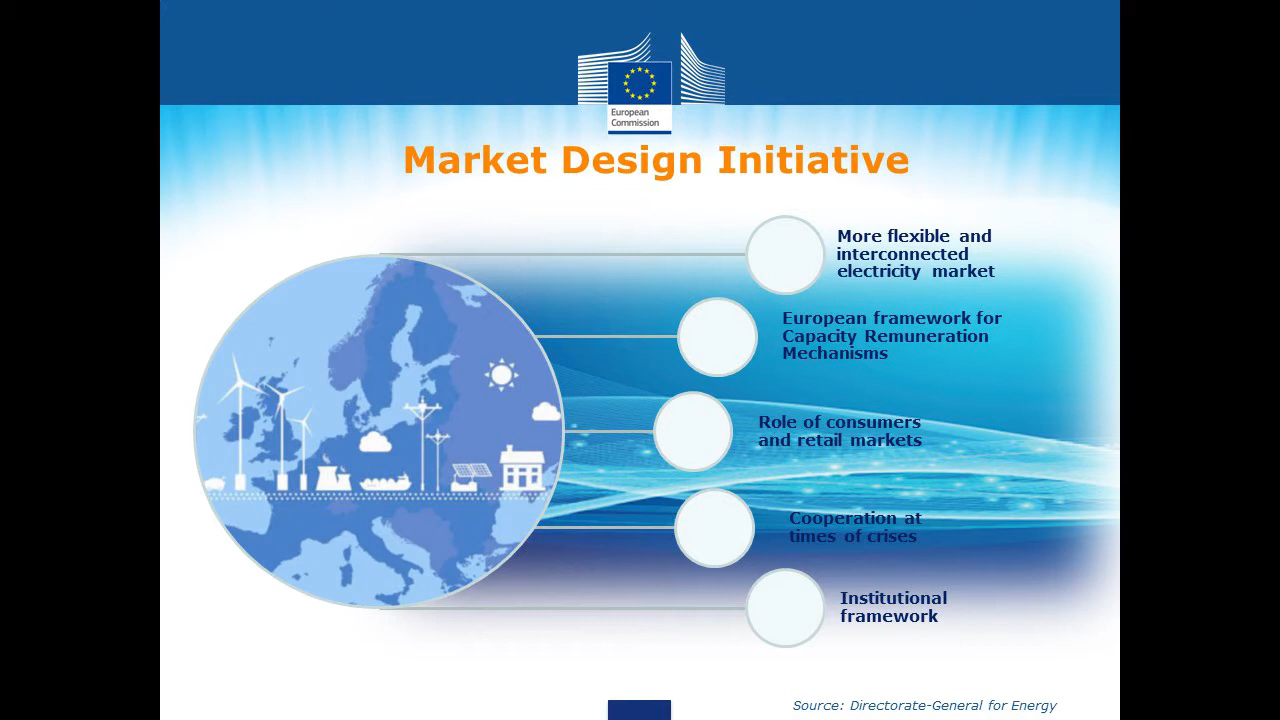 European
Commission
Market Design Initiative
More flexible and
interconnected
electricity market
European framework for
Capacity Remuneration
Mechanisms
Role of consumers
and retail markets
Cooperation at
times of crises
Institutional
framework
Source: Directorate-General for Energy